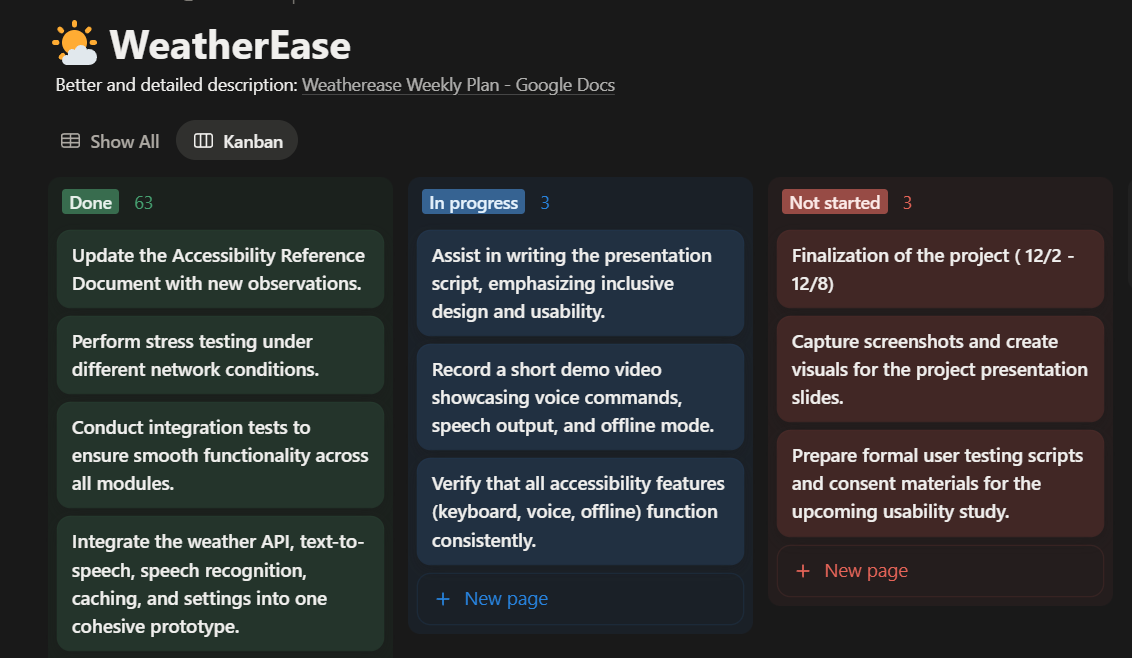 WeatherEase
Better and detailed description: Weatherease Weekly Plan - Google Docs
Show All
Kanban
Done 63
Update the Accessibility Reference
Document with new observations.
Perform stress testing under
different network conditions.
Conduct integration tests to
ensure smooth functionality across
all modules.
Integrate the weather API, text-to-
speech, speech recognition,
caching, and settings into one
cohesive prototype.
In progress 3
Assist in writing the presentation
script, emphasizing inclusive
design and usability.
Record a short demo video
showcasing voice commands,
speech output, and offline mode.
Verify that all accessibility features
(keyboard, voice, offline) function
consistently.
+ New page
Not started 3
Finalization of the project ( 12/2 -
12/8)
Capture screenshots and create
visuals for the project presentation
slides.
Prepare formal user testing scripts
and consent materials for the
upcoming usability study.
+ New page